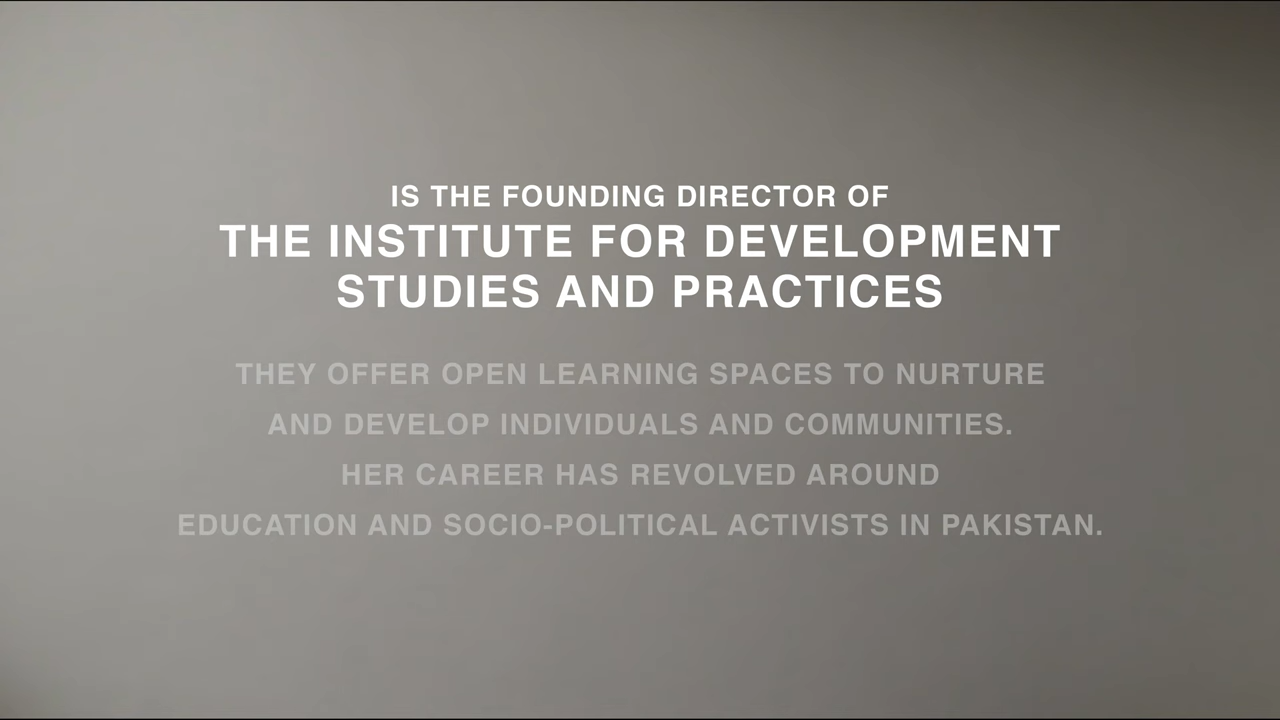 IS THE FOUNDING DIRECTOR OF
THE INSTITUTE FOR DEVELOPMENT
STUDIES AND PRACTICES
THEY OFFER OPEN LEARNING SPACES TO NURTURE
AND DEVELOP INDIVIDUALS AND COMMUNITIES.
HER CAREER HAS REVOLVED AROUND
EDUCATION AND SOCIO-POLITICAL ACTIVISTS IN PAKISTAN.